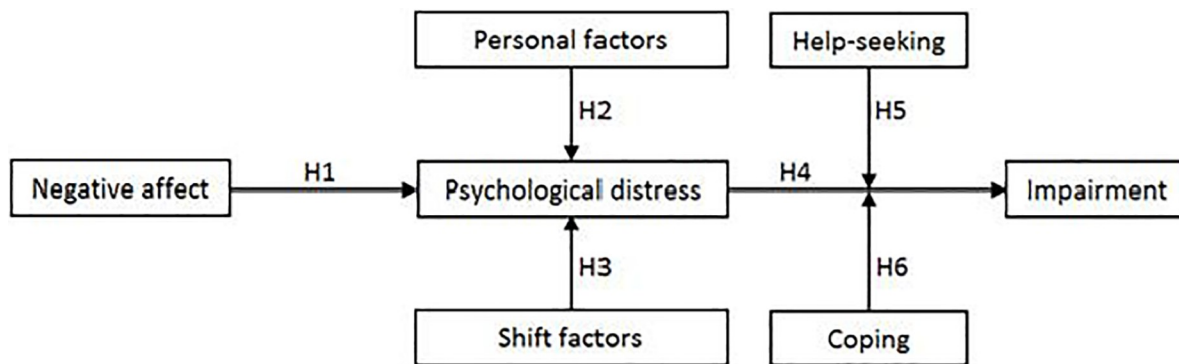 Personal factors
Help-seeking
H2
H5
Negative affect
H1
Psychological distress
H4
Impairment
H3
H6
Shift factors
Coping